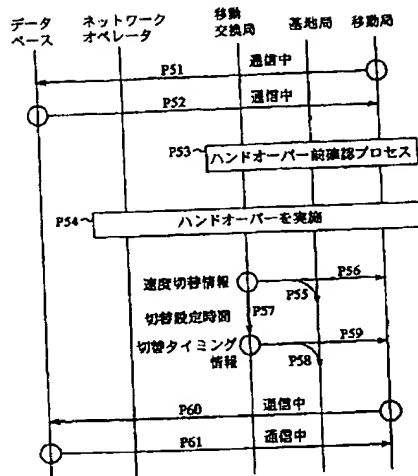 データ
ベース
ネットワーク
オペレータ
移動
交換局
基地局
移動局
P51
通信中
P52
通信中
P53
ハンドオーバー前確認プロセス
P54
ハンドオーバーを実施
速度切替情報
P56
P55
切替設定時間
P57
切替タイミング
情報
P59
P58
P60
通信中
P61
通信中